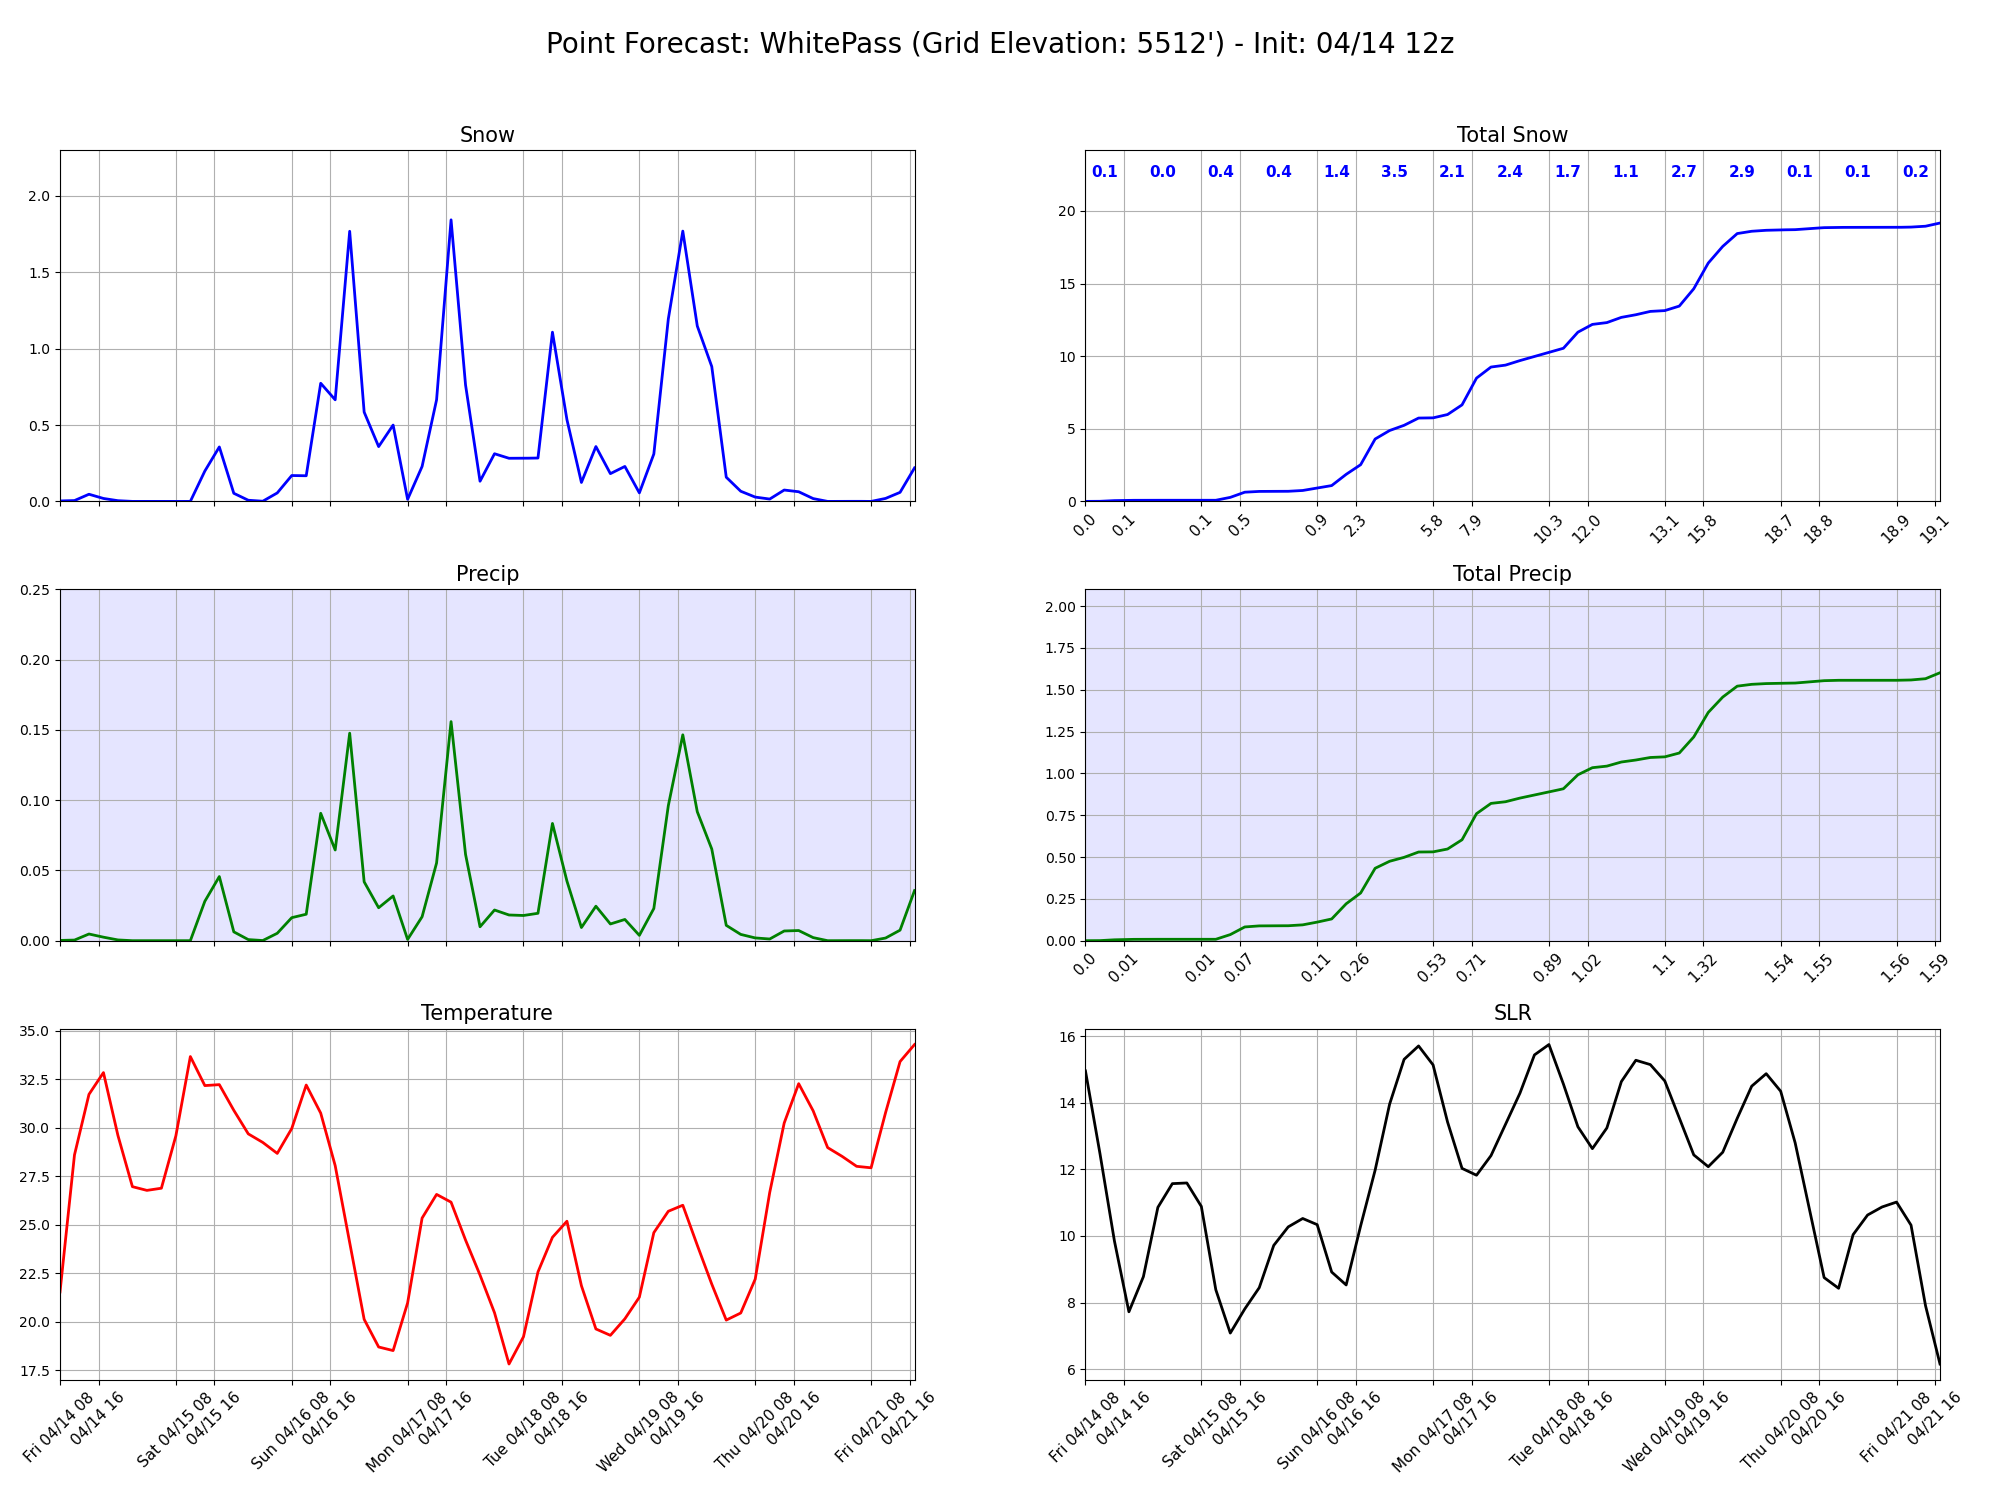 Point Forecast: WhitePass (Grid Elevation: 5512') - Init: 04/14 12z
Snow
2.0
1.5
1.0
0.5
0.0
Total Snow
0.1 0.0 0.4 0.4 1.4 3.5 2.1 2.4 1.7 1.1 2.7 2.9 0.1 0.1 0.2
20
15
10
5
0
0.0 0.1 0.1 0.5 0.9 2.3 5.8 7.9 10.3 12.0 13.1 15.8 18.7 18.8 18.9 19.1
Precip
0.25
0.20
0.15
0.10
0.05
0.00
Total Precip
2.00
1.75
1.50
1.25
1.00
0.75
0.50
0.25
0.00
0.0 0.01 0.01 0.07 0.11 0.26 0.53 0.71 0.89 1.02 1.1 1.32 1.54 1.55 1.56 1.59
Temperature
35.0
32.5
30.0
27.5
25.0
22.5
20.0
17.5
Fri 04/14 08
04/14 16
Sat 04/15 08
04/15 16
Sun 04/16 08
04/16 16
Mon 04/17 08
04/17 16
Tue 04/18 08
04/18 16
Wed 04/19 08
04/19 16
Thu 04/20 08
04/20 16
Fri 04/21 08
04/21 16
SLR
16
14
12
10
8
6
Fri 04/14 08
04/14 16
Sat 04/15 08
04/15 16
Sun 04/16 08
04/16 16
Mon 04/17 08
04/17 16
Tue 04/18 08
04/18 16
Wed 04/19 08
04/19 16
Thu 04/20 08
04/20 16
Fri 04/21 08
04/21 16